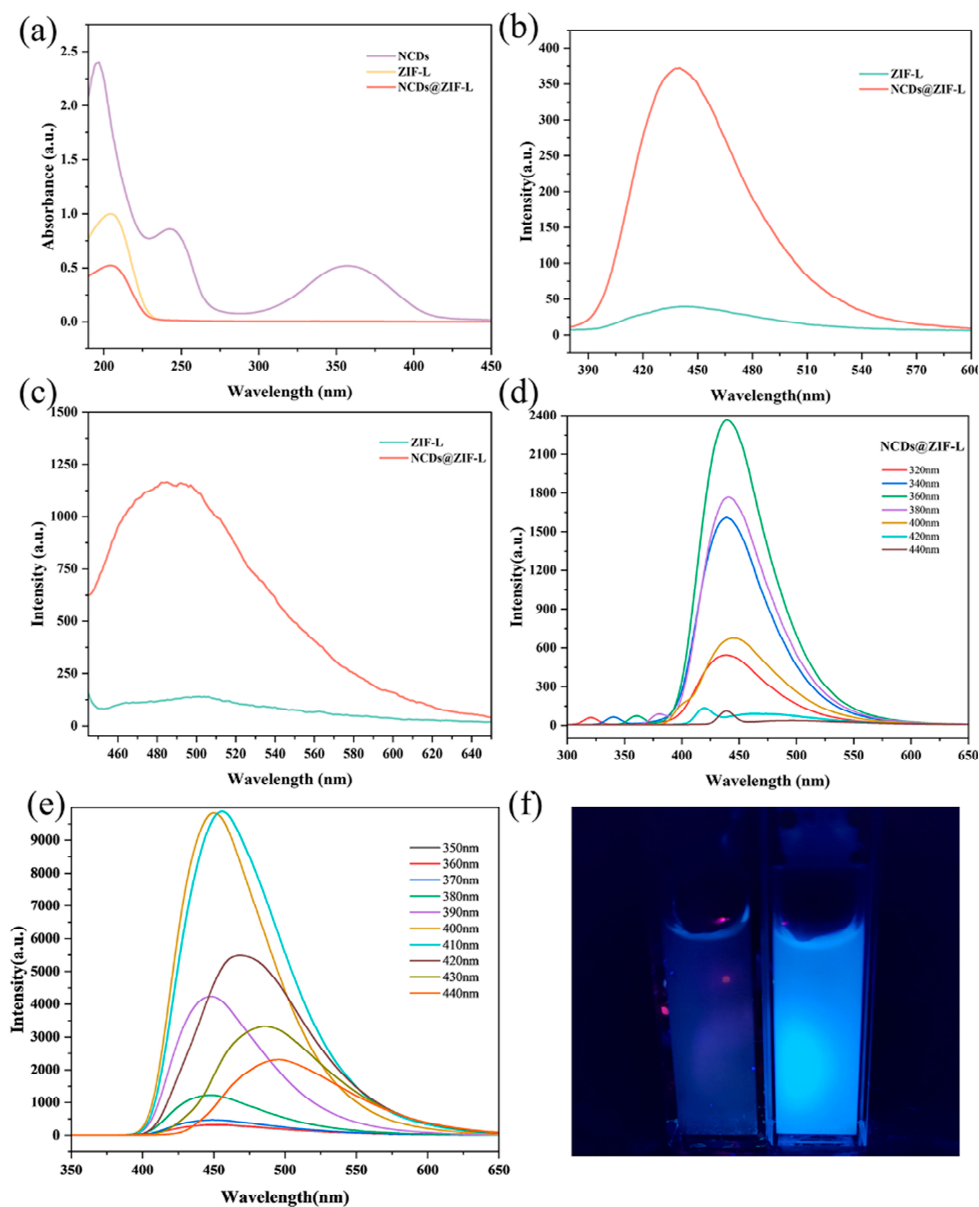 (a)
NCDs
ZIF-L
NCDs@ZIF-L
2.5
2.0
1.5
1.0
0.5
0.0
Absorbance (a.u.)
200 250 300 350 400 450
Wavelength (nm)
(b)
ZIF-L
NCDs@ZIF-L
400
350
300
250
200
150
100
50
0
Intensity(a.u.)
390 420 450 480 510 540 570 600
Wavelength(nm)
(c)
ZIF-L
NCDs@ZIF-L
1500
1250
1000
750
500
250
0
Intensity (a.u.)
460 480 500 520 540 560 580 600 620 640
Wavelength (nm)
(d)
NCDs@ZIF-L
320nm
340nm
360nm
380nm
400nm
420nm
440nm
2400
2100
1800
1500
1200
900
600
300
0
Intensity(a.u.)
300 350 400 450 500 550 600 650
Wavelength (nm)
(e)
350nm
360nm
370nm
380nm
390nm
400nm
410nm
420nm
430nm
440nm
9000
8000
7000
6000
5000
4000
3000
2000
1000
0
Intensity(a.u.)
350 400 450 500 550 600 650
Wavelength(nm)
(f)